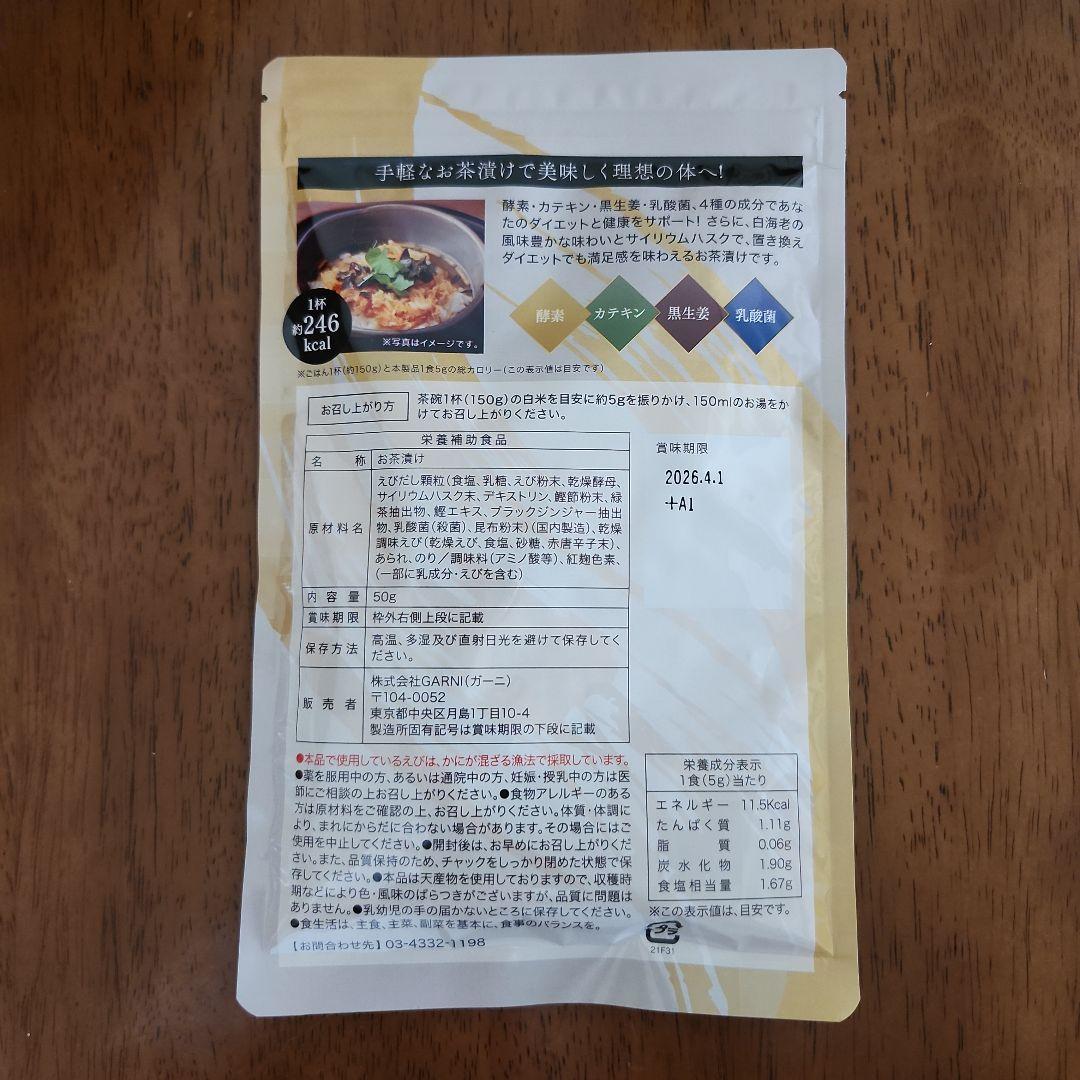 手軽なお茶漬けで美味しく理想の体へ!
酵素・カテキン・黒生姜・乳酸菌、4種の成分であな
たのダイエットと健康をサポート! さらに、白海老の
風味豊かな味わいとサイリウムハスクで、置き換え
ダイエットでも満足感を味わえるお茶漬けです。
酵素
カテキン
黒生姜
乳酸菌
1杯
約246
kcal
※写真はイメージです。
※ごはん1杯(約150g)と本製品1食5gの総カロリー(この表示値は目安です)
お召し上がり方
茶碗1杯(150g)の白米を目安に約5gを振りかけ、150mlのお湯をか
けてお召し上がりください。
栄養補助食品
名 称 お茶漬け
原材料名
えびだし顆粒(食塩、乳糖、えび粉末、乾燥酵母、
サイリウムハスク末、デキストリン、鰹節粉末、緑
茶抽出物、鰹エキス、ブラックジンジャー抽出
物、乳酸菌(殺菌)、昆布粉末)(国内製造)、乾燥
調味えび(乾燥えび、食塩、砂糖、赤唐辛子末)、
あられ、のり/調味料(アミノ酸等)、紅麹色素、
(一部に乳成分・えびを含む)
内容量 50g
賞味期限 枠外右側上段に記載
保存方法
高温、多湿及び直射日光を避けて保存してく
ださい。
販売者
株式会社GARNI(ガーニ)
〒104-0052
東京都中央区月島1丁目10-4
製造所固有記号は賞味期限の下段に記載
賞味期限
2026.4.1
+A1
●本品で使用しているえびは、かにが混ざる漁法で採取しています。
●薬を服用中の方、あるいは通院中の方、妊娠・授乳中の方は医
師にご相談の上お召し上がりください。●食物アレルギーのある
方は原材料をご確認の上、お召し上がりください。体質・体調に
より、まれにからだに合わない場合があります。その場合にはご
使用を中止してください。●開封後は、お早めにお召し上がりくだ
さい。また、品質保持のため、チャックをしっかり閉めた状態で保
存してください。●本品は天産物を使用しておりますので、収穫時
期などにより色・風味のばらつきがございますが、品質に問題は
ありません。●乳幼児の手の届かないところに保存してください。
●食生活は、主食、主菜、副菜を基本に、食事のバランスを。
【お問合わせ先】03-4332-1198
栄養成分表示
1食(5g)当たり
エネルギー 11.5Kcal
たんぱく質 1.11g
脂質 0.06g
炭水化物 1.90g
食塩相当量 1.67g
※この表示値は、目安です。
プラ
21F31